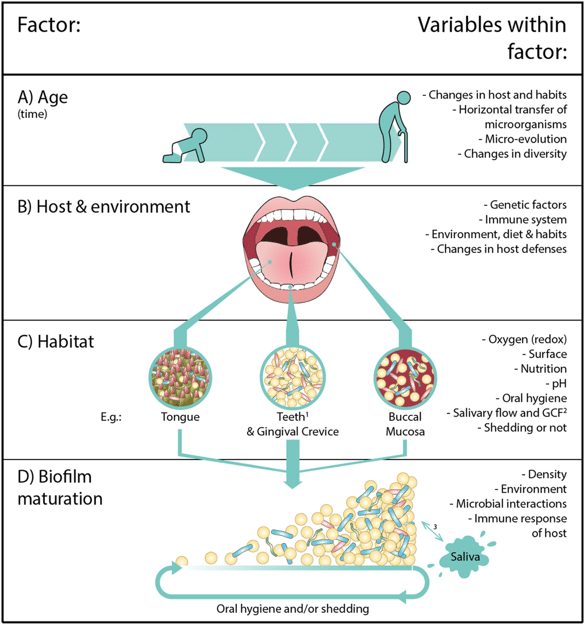 Factor:
Variables within
factor:
A) Age
(time)
- Changes in host and habits
- Horizontal transfer of
microorganisms
- Micro-evolution
- Changes in diversity
B) Host & environment
- Genetic factors
- Immune system
- Environment, diet & habits
- Changes in host defenses
C) Habitat
- Oxygen (redox)
- Surface
- Nutrition
- pH
- Oral hygiene
- Salivary flow and GCF²
- Shedding or not
E.g.:
Tongue
Teeth¹
& Gingival Crevice
Buccal
Mucosa
D) Biofilm
maturation
- Density
- Environment
- Microbial interactions
- Immune response
of host
3
Saliva
Oral hygiene and/or shedding